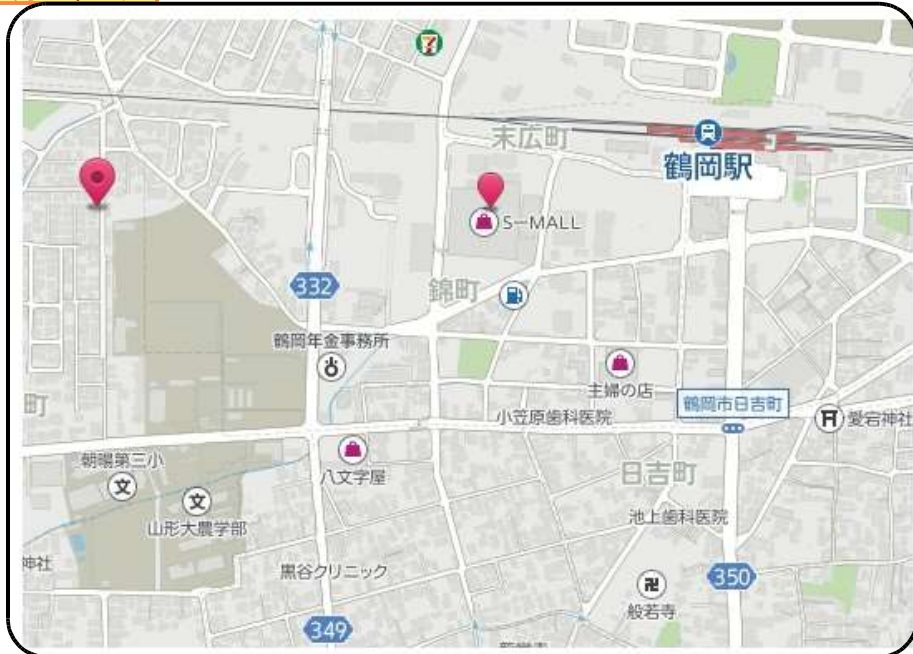 末広町
鶴岡駅
S-MALL
332
錦町
鶴岡年金事務所
主婦の店
鶴岡市日吉町
小笠原歯科医院
愛宕神社
町
朝暘第三小
文
八文字屋
日吉町
文
山形大農学部
池上歯科医院
神社
黒谷クリニック
350
卍
般若寺
349